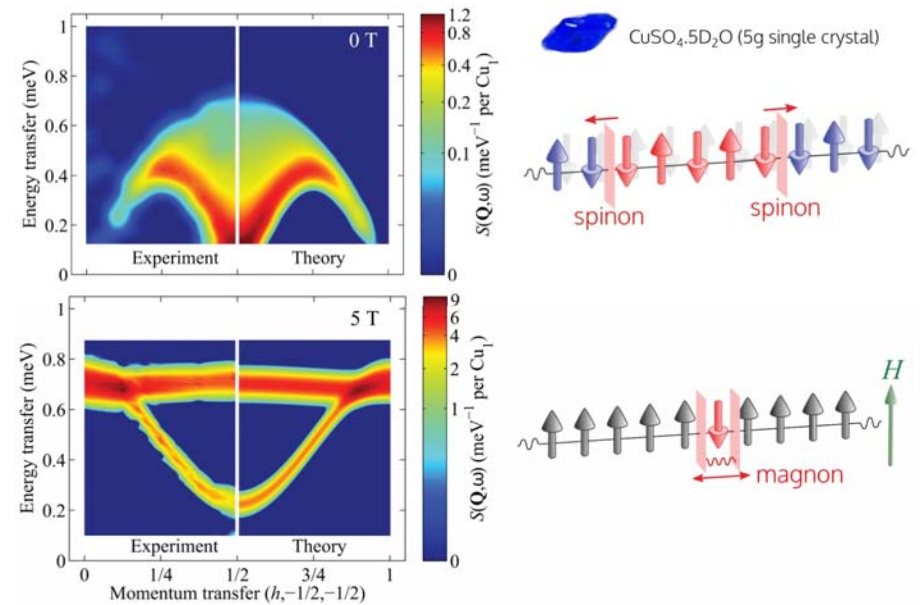 1
0.8
0.6
0.4
0.2
0
Energy transfer (meV)
0 T
Experiment
Theory
1.2
0.8
0.4
0.2
0.1
0
S(Q,ω) (meV⁻¹ per Cu₁)
CuSO₄.5D₂O (5g single crystal)
spinon
spinon
1
0.8
0.6
0.4
0.2
0
Energy transfer (meV)
5 T
Experiment
Theory
0
1/4
1/2
3/4
1
Momentum transfer (h,−1/2,−1/2)
9
6
4
2
1
0
S(Q,ω) (meV⁻¹ per Cu₁)
H
magnon